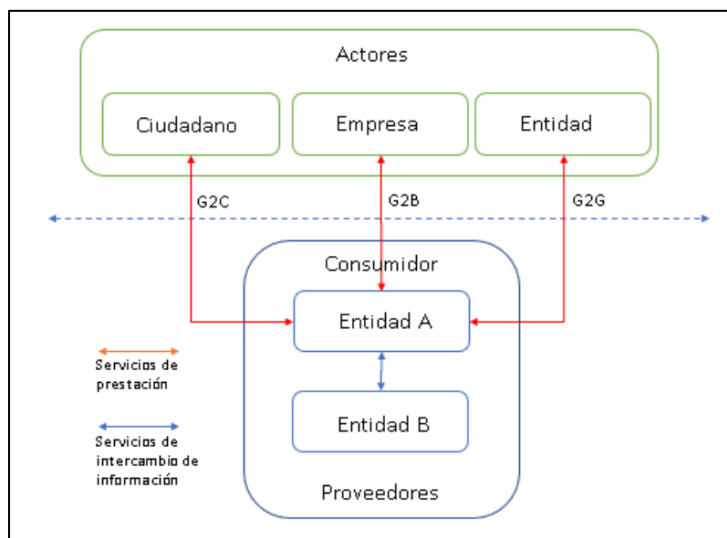 Actores
Ciudadano
Empresa
Entidad
G2C
G2B
G2G
Consumidor
Entidad A
Servicios de
prestación
Entidad B
Servicios de
intercambio de
información
Proveedores